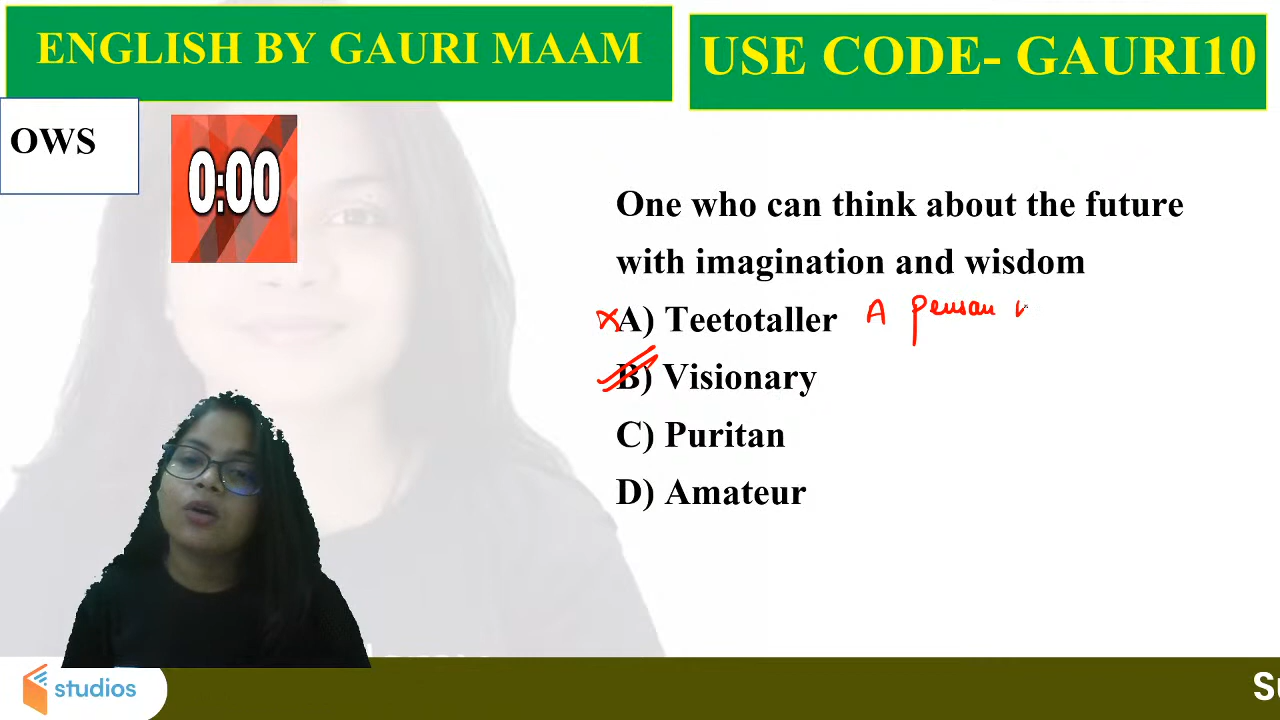 ENGLISH BY GAURI MAAM
USE CODE- GAURI10
OWS
0:00
One who can think about the future
with imagination and wisdom
A) Teetotaller A person
B) Visionary
C) Puritan
D) Amateur
studios